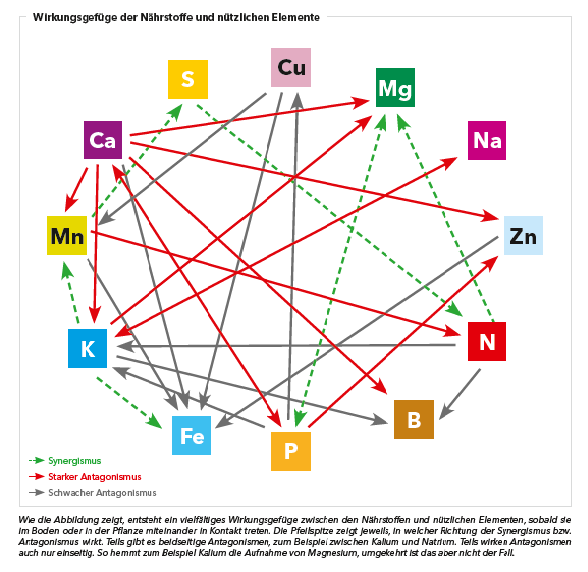 Wirkungsgefüge der Nährstoffe und nützlichen Elemente
Cu
S
Mg
Ca
Na
Mn
Zn
K
N
B
Fe
P
Synergismus
Starker Antagonismus
Schwacher Antagonismus
Wie die Abbildung zeigt, entsteht ein vielfältiges Wirkungsgefüge zwischen den Nährstoffen und nützlichen Elementen, sobald sie
im Boden oder in der Pflanze miteinander in Kontakt treten. Die Pfeilspitze zeigt jeweils, in welcher Richtung der Synergismus bzw.
Antagonismus wirkt. Teils gibt es beidseitige Antagonismen, zum Beispiel zwischen Kalium und Natrium. Teils wirken Antagonismen
auch nur einseitig. So hemmt zum Beispiel Kalium die Aufnahme von Magnesium, umgekehrt ist das aber nicht der Fall.